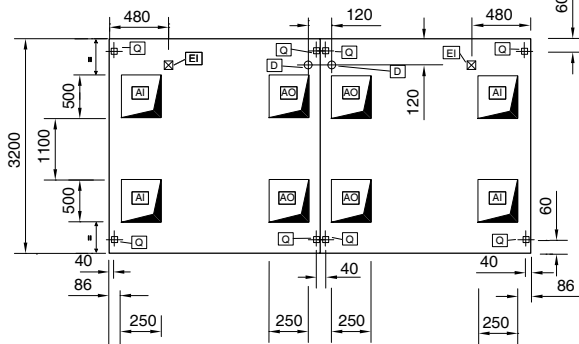 480 120 480 60
Q Q Q Q
EI D D EI
120
AI AO AO AI
500
3200
1100
AI AO AO AI
500
=
=
Q Q Q Q
60
40 40 40
86 86
250 250 250 250